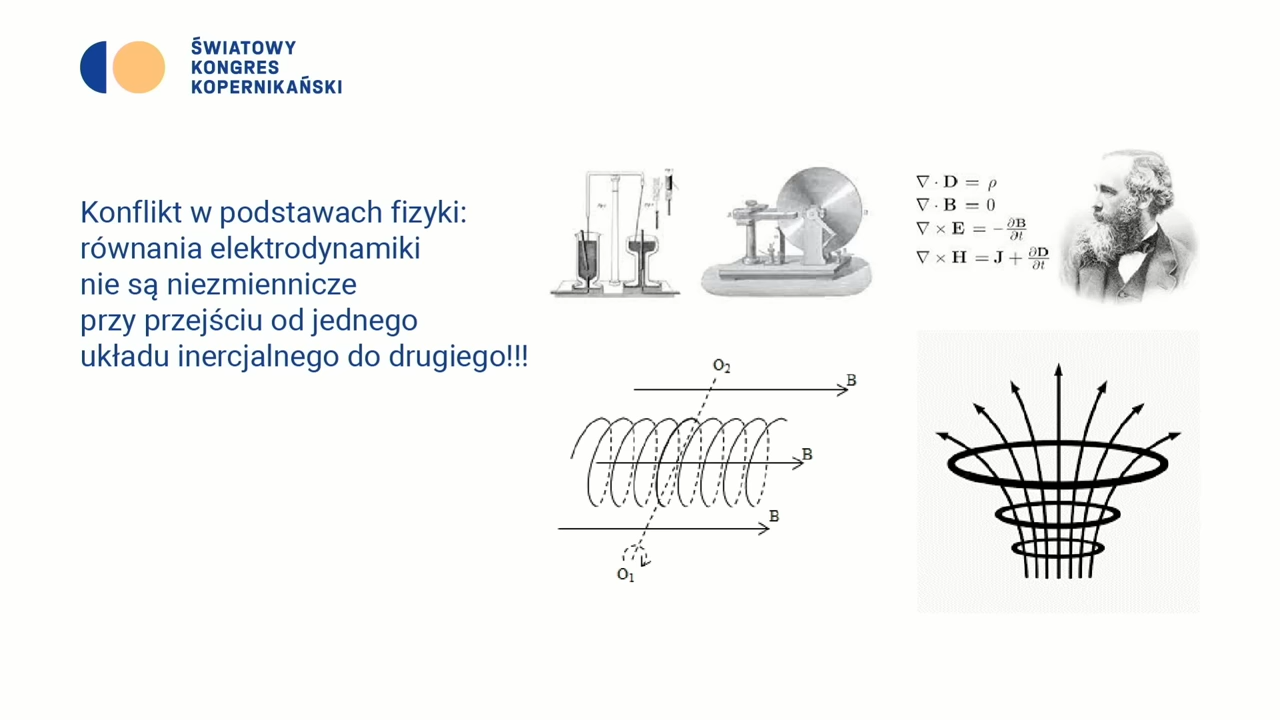 ŚWIATOWY
KONGRES
KOPERNIKAŃSKI
Konflikt w podstawach fizyki:
równania elektrodynamiki
nie są niezmiennicze
przy przejściu od jednego
układu inercjalnego do drugiego!!!
∇ · D = ρ
∇ · B = 0
∇ × E = −∂B/∂t
∇ × H = J + ∂D/∂t
O₂
B
B
B
O₁